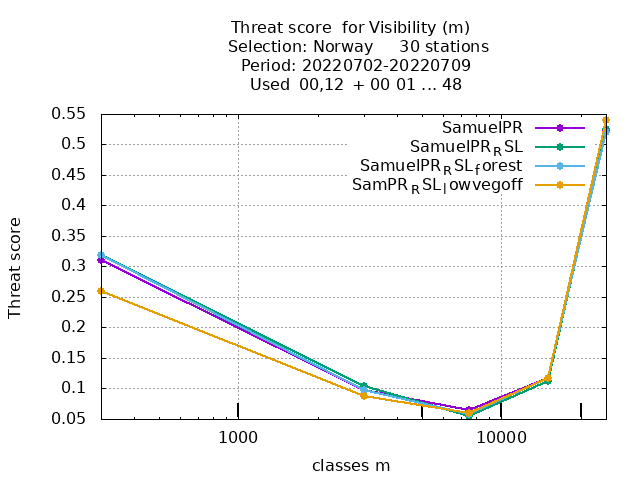 Threat score for Visibility (m)
Selection: Norway 30 stations
Period: 20220702-20220709
Used 00,12 + 00 01 ... 48
0.55
0.5
0.45
0.4
0.35
0.3
0.25
0.2
0.15
0.1
0.05
Threat score
SamuelPR
SamuelPR_RSL
SamuelPR_RSL_forest
SamPR_RSL_lowvegoff
1000
10000
classes m